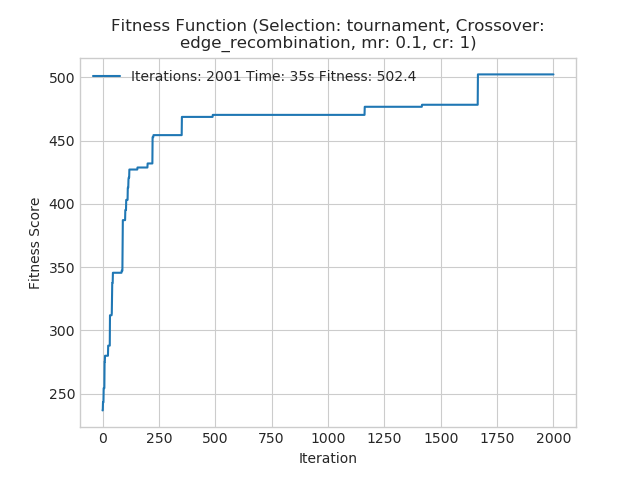 Fitness Function (Selection: tournament, Crossover:
edge_recombination, mr: 0.1, cr: 1)
Iterations: 2001 Time: 35s Fitness: 502.4
500
450
400
350
300
250
Fitness Score
0 250 500 750 1000 1250 1500 1750 2000
Iteration